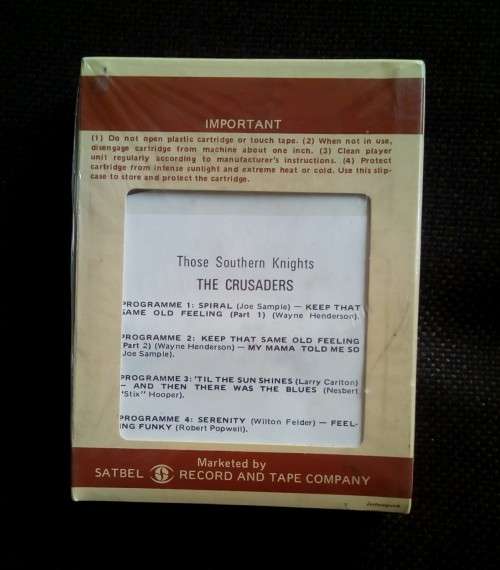 IMPORTANT
(1) Do not open plastic cartridge or touch tape. (2) When not in use,
disengage cartridge from machine about one inch. (3) Clean player
unit regularly according to manufacturer's instructions. (4) Protect
cartridge from intense sunlight and extreme heat or cold. Use this slip-
case to store and protect the cartridge.
Those Southern Knights
THE CRUSADERS
PROGRAMME 1: SPIRAL (Joe Sample) — KEEP THAT
SAME OLD FEELING (Part 1) (Wayne Henderson).
PROGRAMME 2: KEEP THAT SAME OLD FEELING
(Part 2) (Wayne Henderson) — MY MAMA TOLD ME SO
(Joe Sample).
PROGRAMME 3: 'TIL THE SUN SHINES (Larry Carlton)
— AND THEN THERE WAS THE BLUES (Nesbert
"Stix" Hooper).
PROGRAMME 4: SERENITY (Wilton Felder) — FEEL-
ING FUNKY (Robert Popwell).
Marketed by
SATBEL RECORD AND TAPE COMPANY